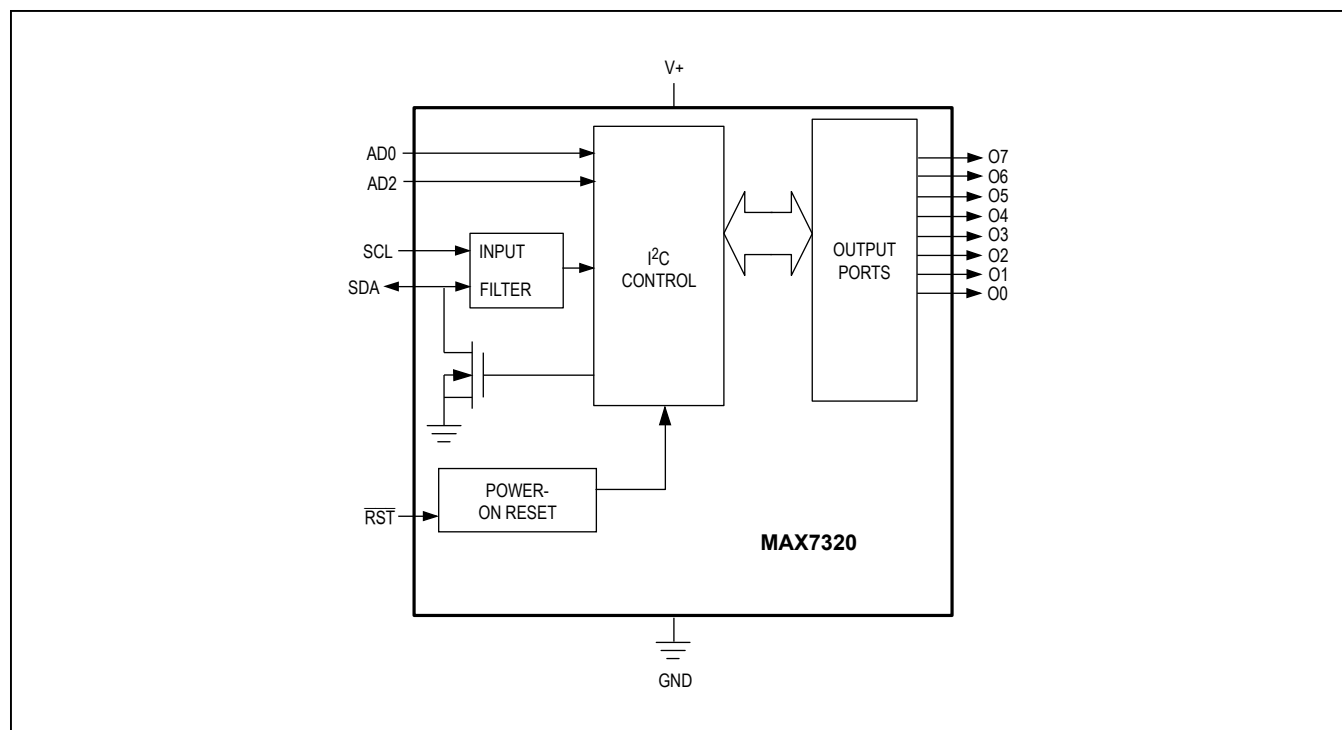 V+
AD0
AD2
SCL
SDA
INPUT
FILTER
I²C
CONTROL
OUTPUT
PORTS
O7
O6
O5
O4
O3
O2
O1
O0
R̅S̅T̅
POWER-
ON RESET
MAX7320
GND